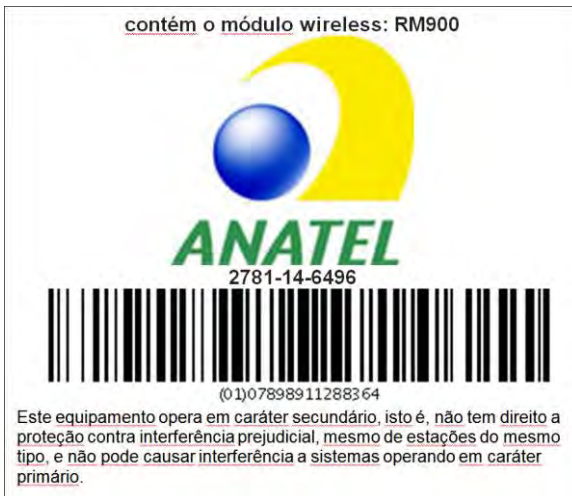 contém o módulo wireless: RM900
ANATEL
2781-14-6496
(01)07898911288364
Este equipamento opera em caráter secundário, isto é, não tem direito a
proteção contra interferência prejudicial, mesmo de estações do mesmo
tipo, e não pode causar interferência a sistemas operando em caráter
primário.